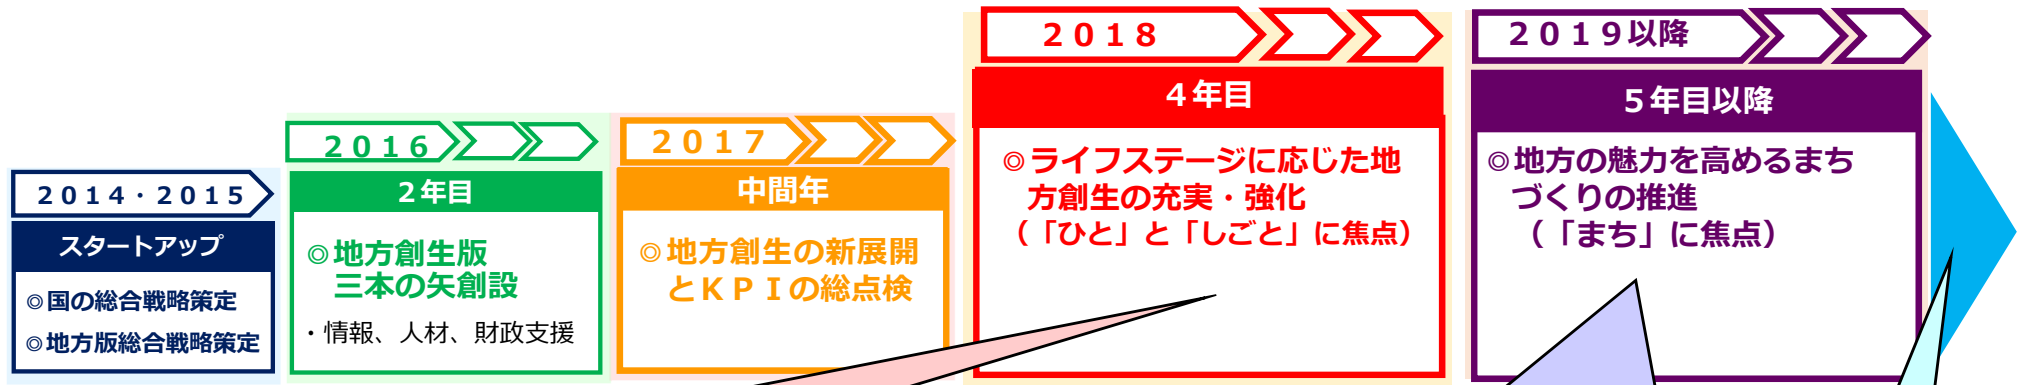 ２０１４・２０１５
スタートアップ
◎国の総合戦略策定
◎地方版総合戦略策定
２０１６
２年目
◎地方創生版
三本の矢創設
・情報、人材、財政支援
２０１７
中間年
◎地方創生の新展開
とＫＰＩの総点検
２０１８
４年目
◎ライフステージに応じた地
方創生の充実・強化
（「ひと」と「しごと」に焦点）
２０１９以降
５年目以降
◎地方の魅力を高めるまち
づくりの推進
（「まち」に焦点）